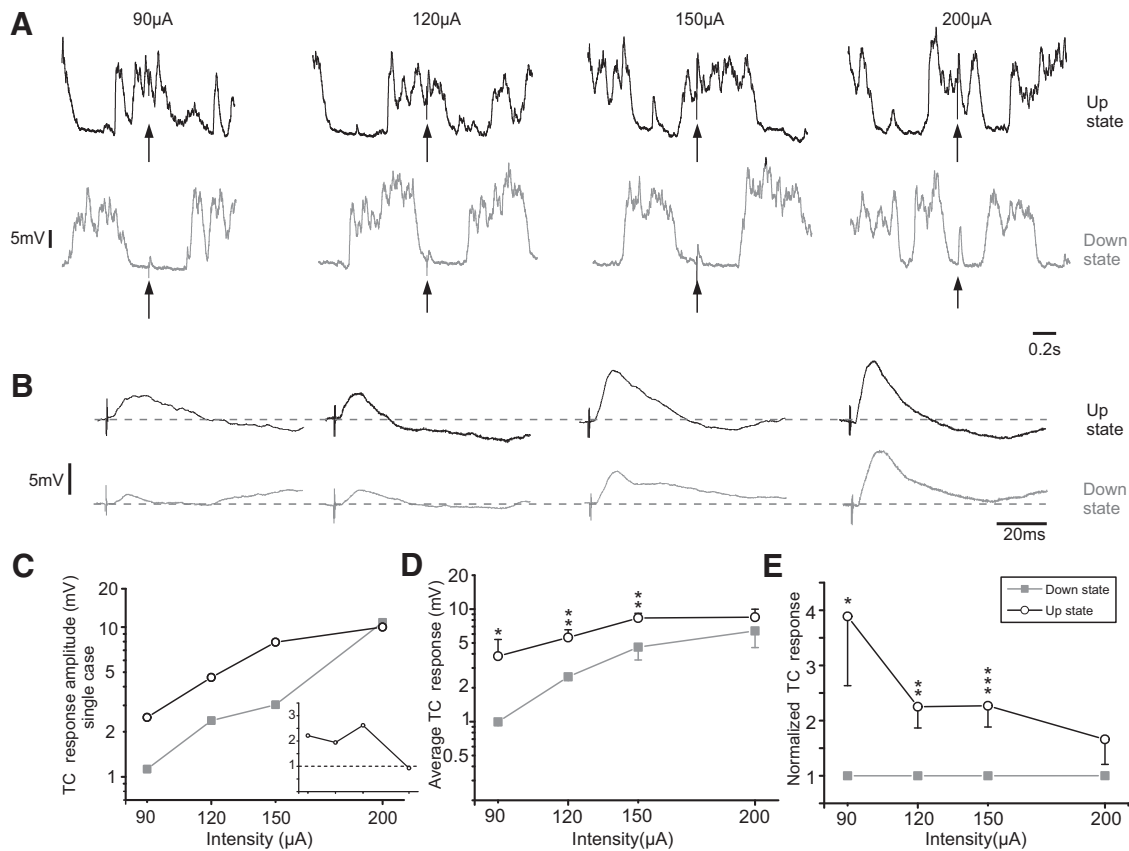 A
90µA 120µA 150µA 200µA
Up
state
5mV
Down
state
0.2s
B
Up
state
5mV
Down
state
20ms
C
TC response amplitude (mV)
single case
20
10
5
2
1
3
2
1
90 120 150 200
Intensity (µA)
D
Average TC response (mV)
20
10
5
2
1
0.5
*
**
**
90 120 150 200
Intensity(µA)
E
Down state
Up state
Normalized TC response
4
3
2
1
*
**
***
90 120 150 200
Intensity(µA)